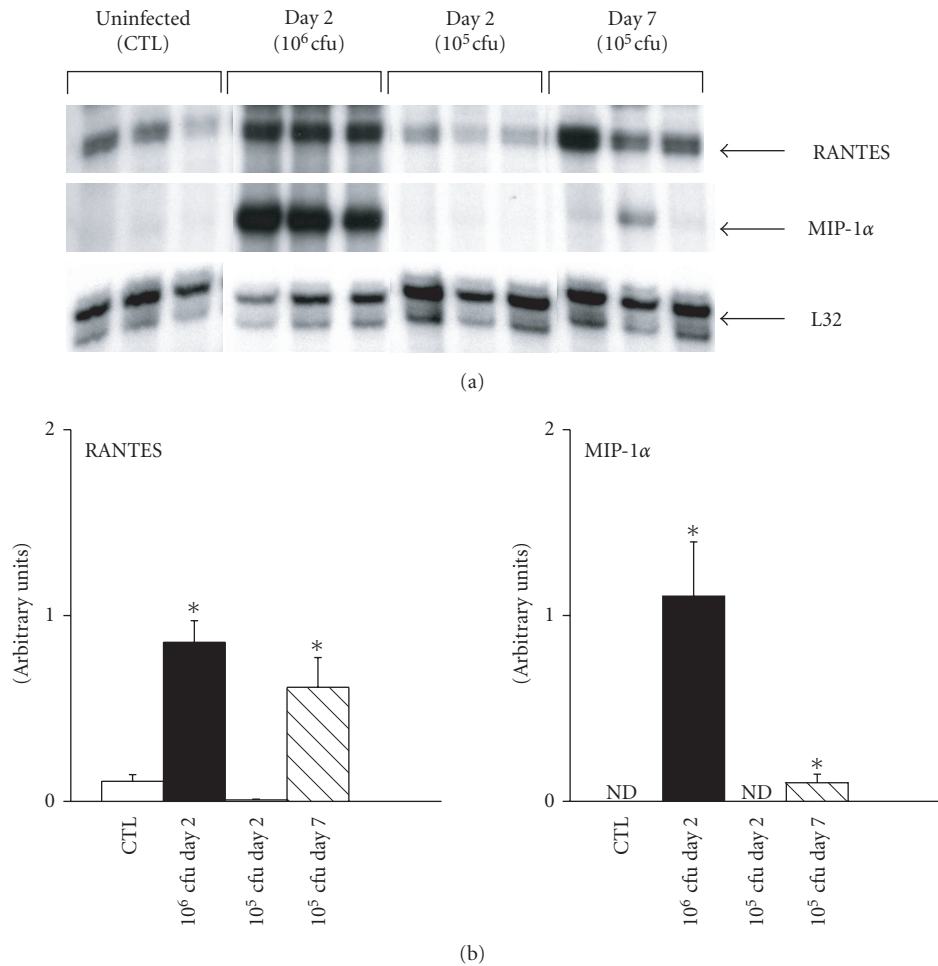 Uninfected
(CTL)
Day 2
(10⁶ cfu)
Day 2
(10⁵ cfu)
Day 7
(10⁵ cfu)
RANTES
MIP-1α
L32
(a)
2
RANTES
1
0
(Arbitrary units)
*
*
CTL
10⁶ cfu day 2
10⁵ cfu day 2
10⁵ cfu day 7
2
MIP-1α
1
0
(Arbitrary units)
*
*
ND
ND
CTL
10⁶ cfu day 2
10⁵ cfu day 2
10⁵ cfu day 7
(b)